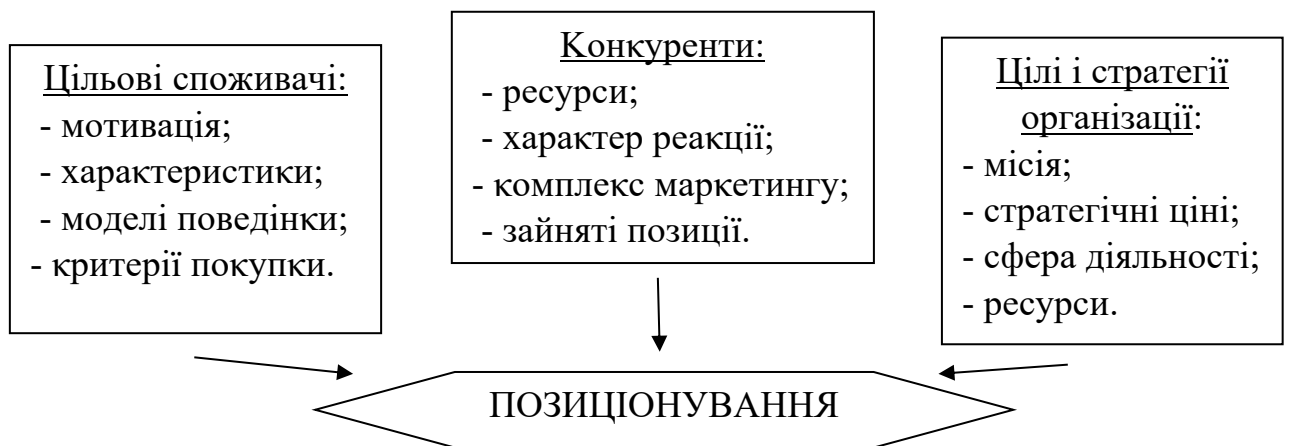 Цільові споживачі:
- мотивація;
- характеристики;
- моделі поведінки;
- критерії покупки.
Конкуренти:
- ресурси;
- характер реакції;
- комплекс маркетингу;
- зайняті позиції.
Цілі і стратегії
організації:
- місія;
- стратегічні ціні;
- сфера діяльності;
- ресурси.
ПОЗИЦІОНУВАННЯ